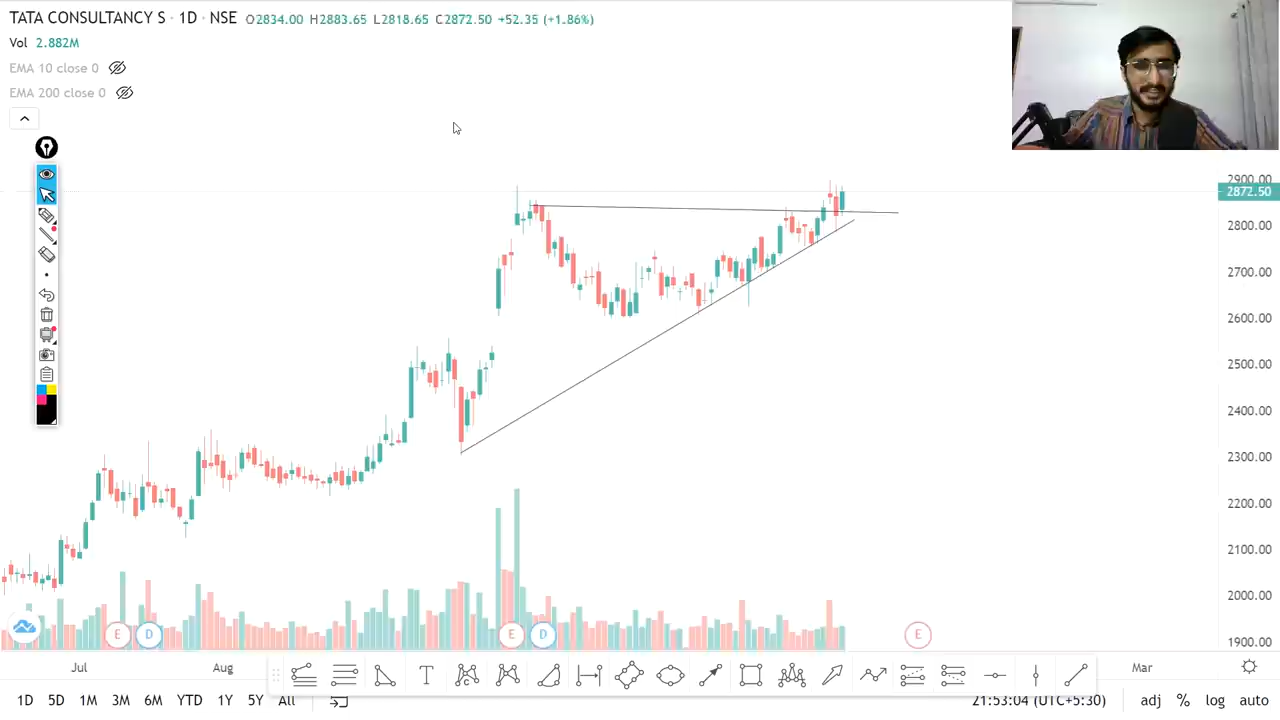 TATA CONSULTANCY S · 1D · NSE O2834.00 H2883.65 L2818.65 C2872.50 +52.35 (+1.86%)
Vol 2.882M
EMA 10 close 0
EMA 200 close 0
2900.00
2872.50
2800.00
2700.00
2600.00
2500.00
2400.00
2300.00
2200.00
2100.00
2000.00
1900.00
E D E D E
Jul Aug Mar
T
1D 5D 1M 3M 6M YTD 1Y 5Y All 21:53:04 (UTC+5:30) adj % log auto